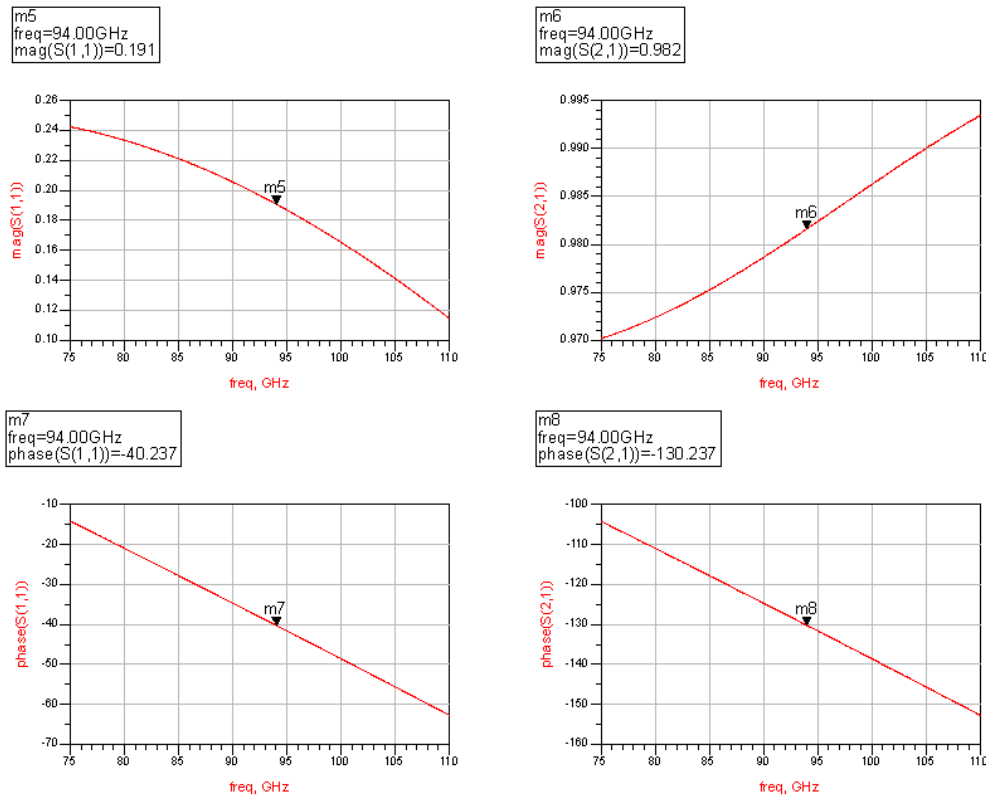 m5
freq=94.00GHz
mag(S(1,1))=0.191
m6
freq=94.00GHz
mag(S(2,1))=0.982
0.26
0.24
0.22
0.20
0.18
0.16
0.14
0.12
0.10
mag(S(1,1))
m5
75
80
85
90
95
100
105
110
freq, GHz
0.995
0.990
0.985
0.980
0.975
0.970
mag(S(2,1))
m6
75
80
85
90
95
100
105
110
freq, GHz
m7
freq=94.00GHz
phase(S(1,1))=-40.237
m8
freq=94.00GHz
phase(S(2,1))=-130.237
-10
-20
-30
-40
-50
-60
-70
phase(S(1,1))
m7
75
80
85
90
95
100
105
110
freq, GHz
-100
-110
-120
-130
-140
-150
-160
phase(S(2,1))
m8
75
80
85
90
95
100
105
110
freq, GHz